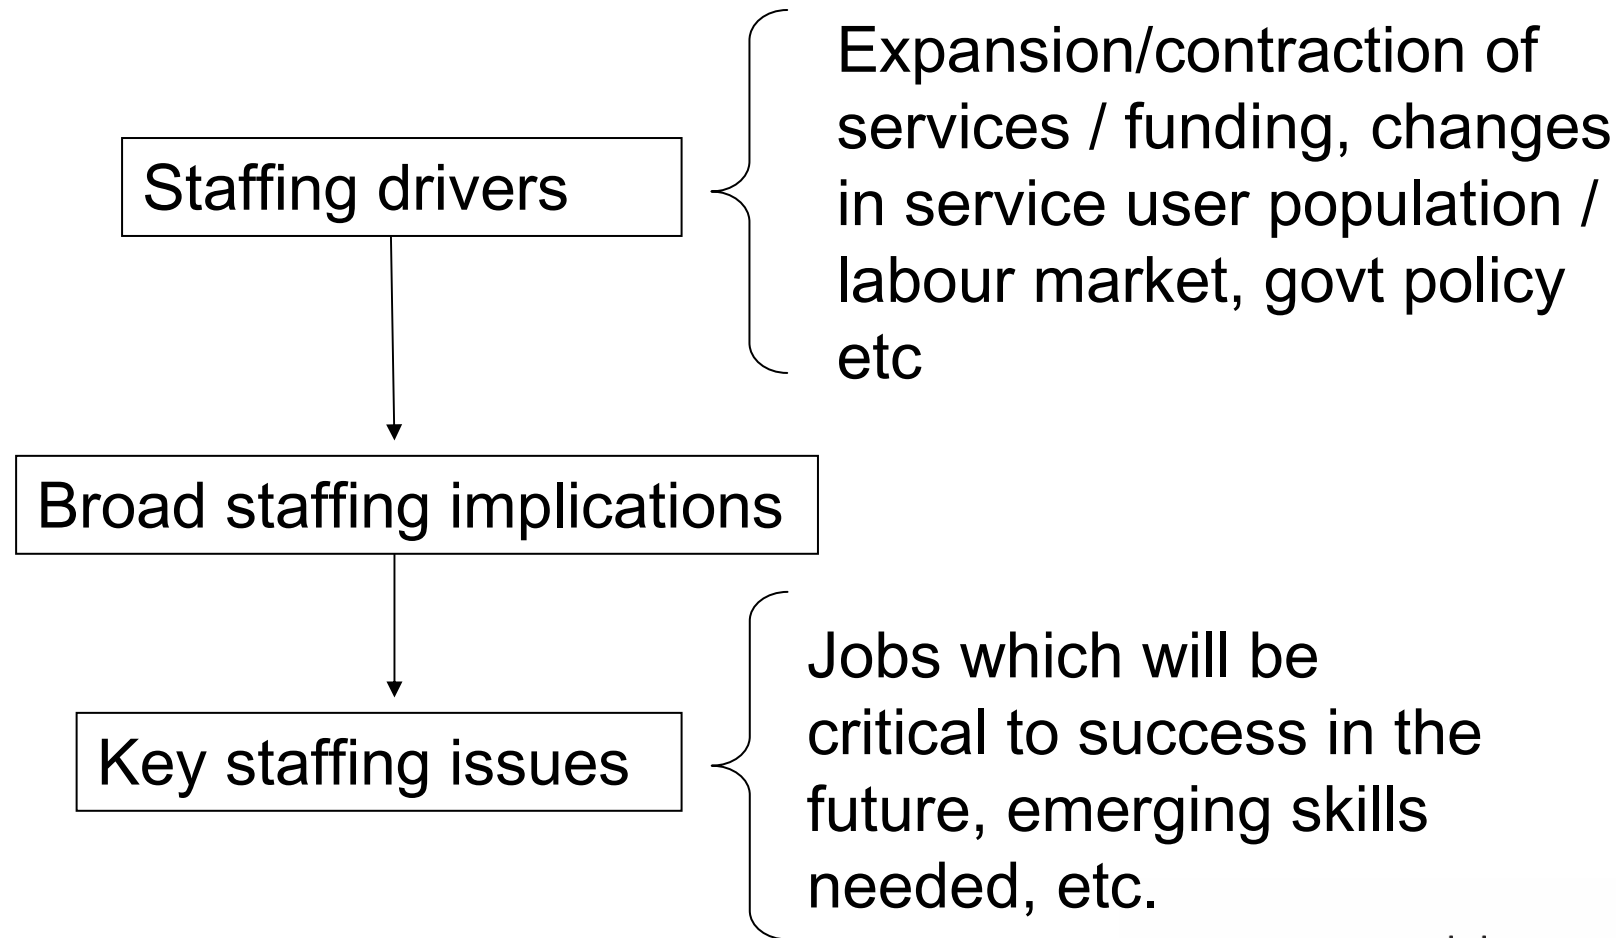 Expansion/contraction of
services / funding, changes
in service user population /
labour market, govt policy
etc
Staffing drivers
Broad staffing implications
Key staffing issues
Jobs which will be
critical to success in the
future, emerging skills
needed, etc.